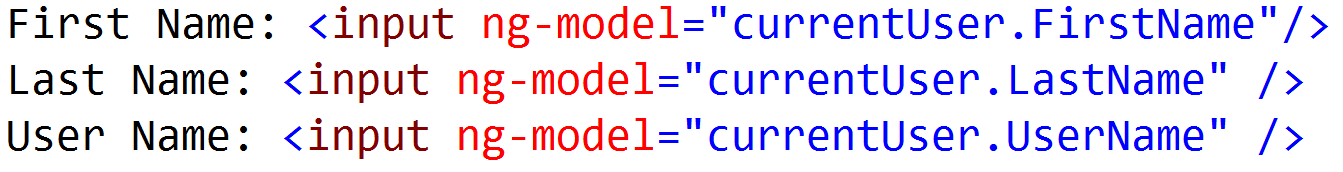 First Name: <input ng-model="currentUser.FirstName"/>
Last Name: <input ng-model="currentUser.LastName" />
User Name: <input ng-model="currentUser.UserName" />